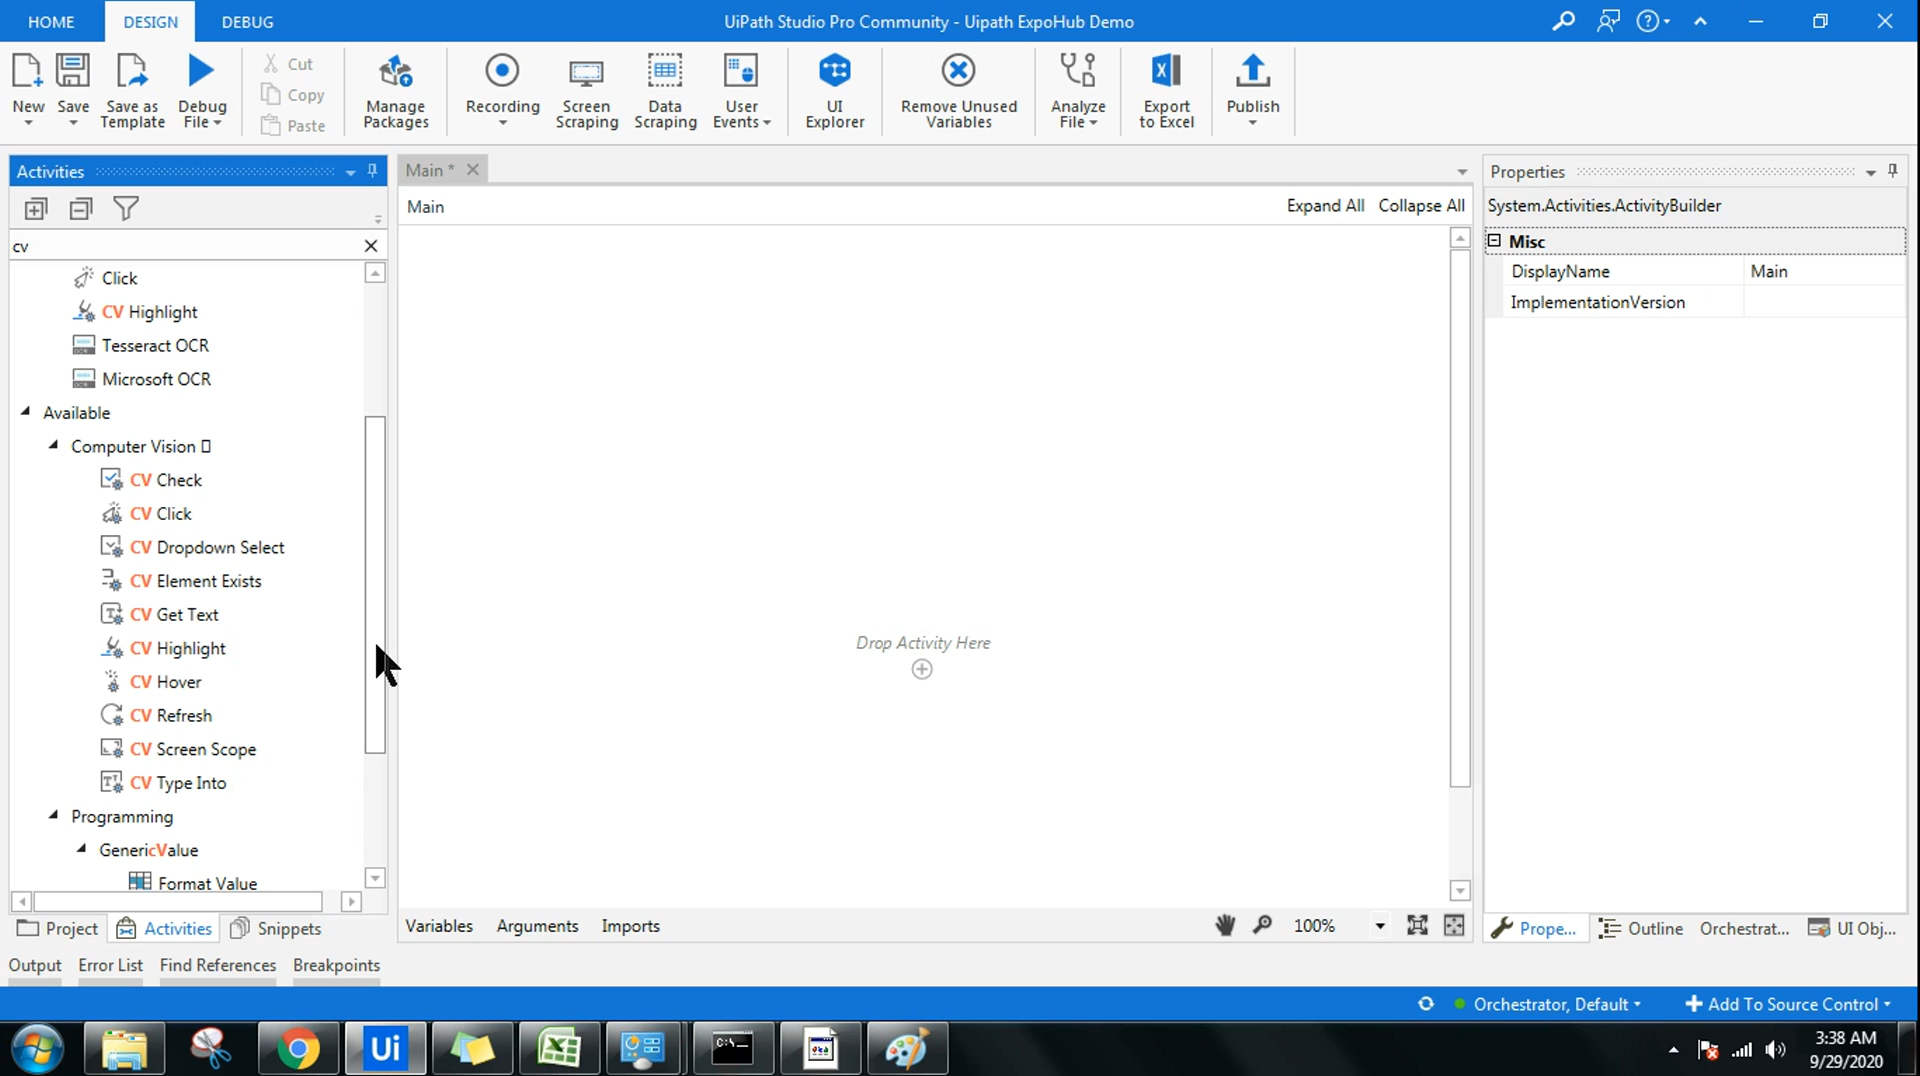 HOME DESIGN DEBUG UiPath Studio Pro Community - Uipath ExpoHub Demo
New Save Save as Template Debug File
Cut
Copy
Paste
Manage Packages
Recording
Screen Scraping
Data Scraping
User Events
UI Explorer
Remove Unused Variables
Analyze File
Export to Excel
Publish
Activities
cv
Click
CV Highlight
Tesseract OCR
Microsoft OCR
Available
Computer Vision
CV Check
CV Click
CV Dropdown Select
CV Element Exists
CV Get Text
CV Highlight
CV Hover
CV Refresh
CV Screen Scope
CV Type Into
Programming
GenericValue
Format Value
Project Activities Snippets
Main *
Main Expand All Collapse All
Drop Activity Here
Variables Arguments Imports 100%
Properties
System.Activities.ActivityBuilder
Misc
DisplayName Main
ImplementationVersion
Prope... Outline Orchestrat... UI Obj...
Output Error List Find References Breakpoints
Orchestrator, Default Add To Source Control
Ui
C:\
3:38 AM
9/29/2020